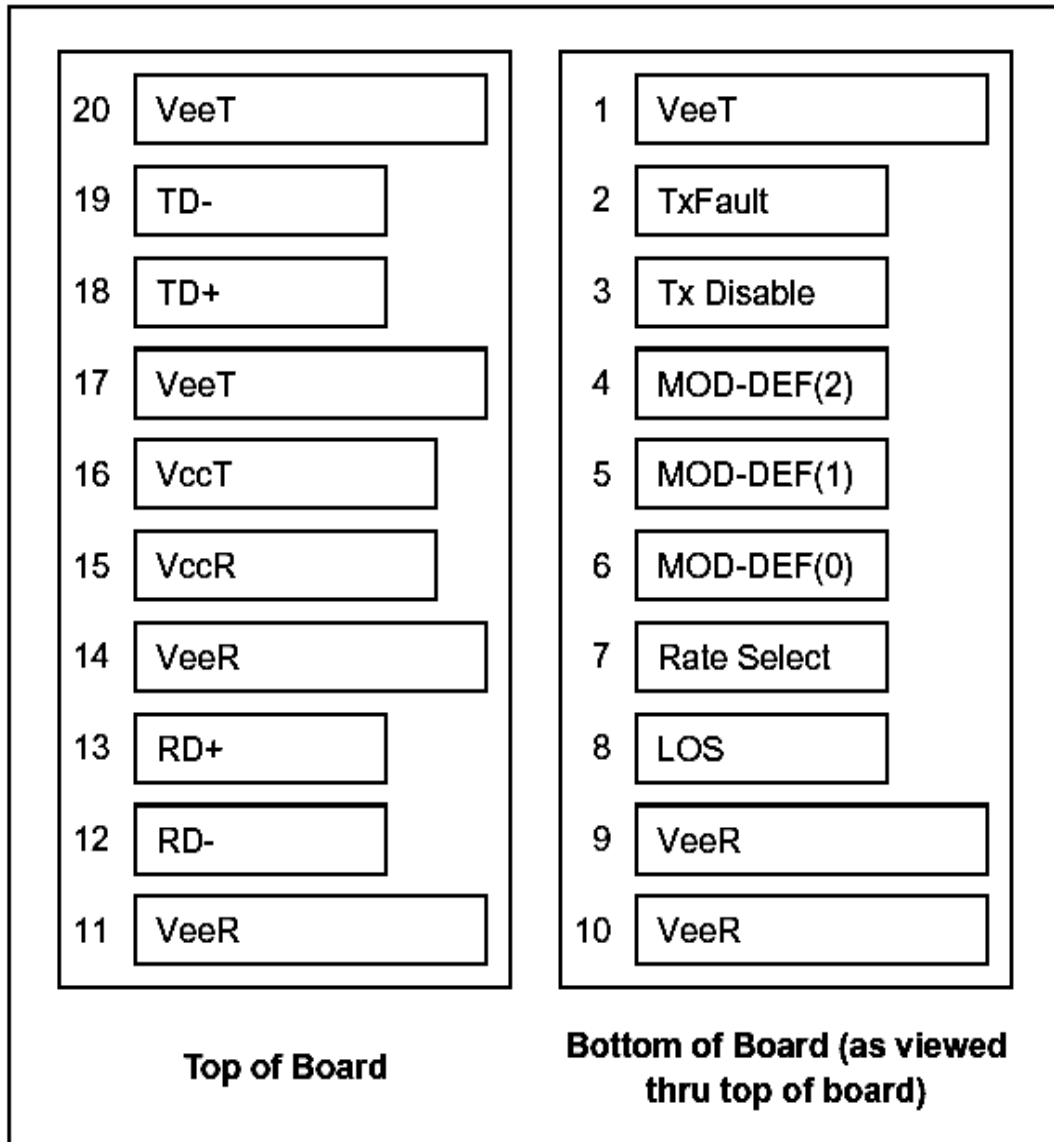 20 VeeT
19 TD-
18 TD+
17 VeeT
16 VccT
15 VccR
14 VeeR
13 RD+
12 RD-
11 VeeR
Top of Board
1 VeeT
2 TxFault
3 Tx Disable
4 MOD-DEF(2)
5 MOD-DEF(1)
6 MOD-DEF(0)
7 Rate Select
8 LOS
9 VeeR
10 VeeR
Bottom of Board (as viewed
thru top of board)